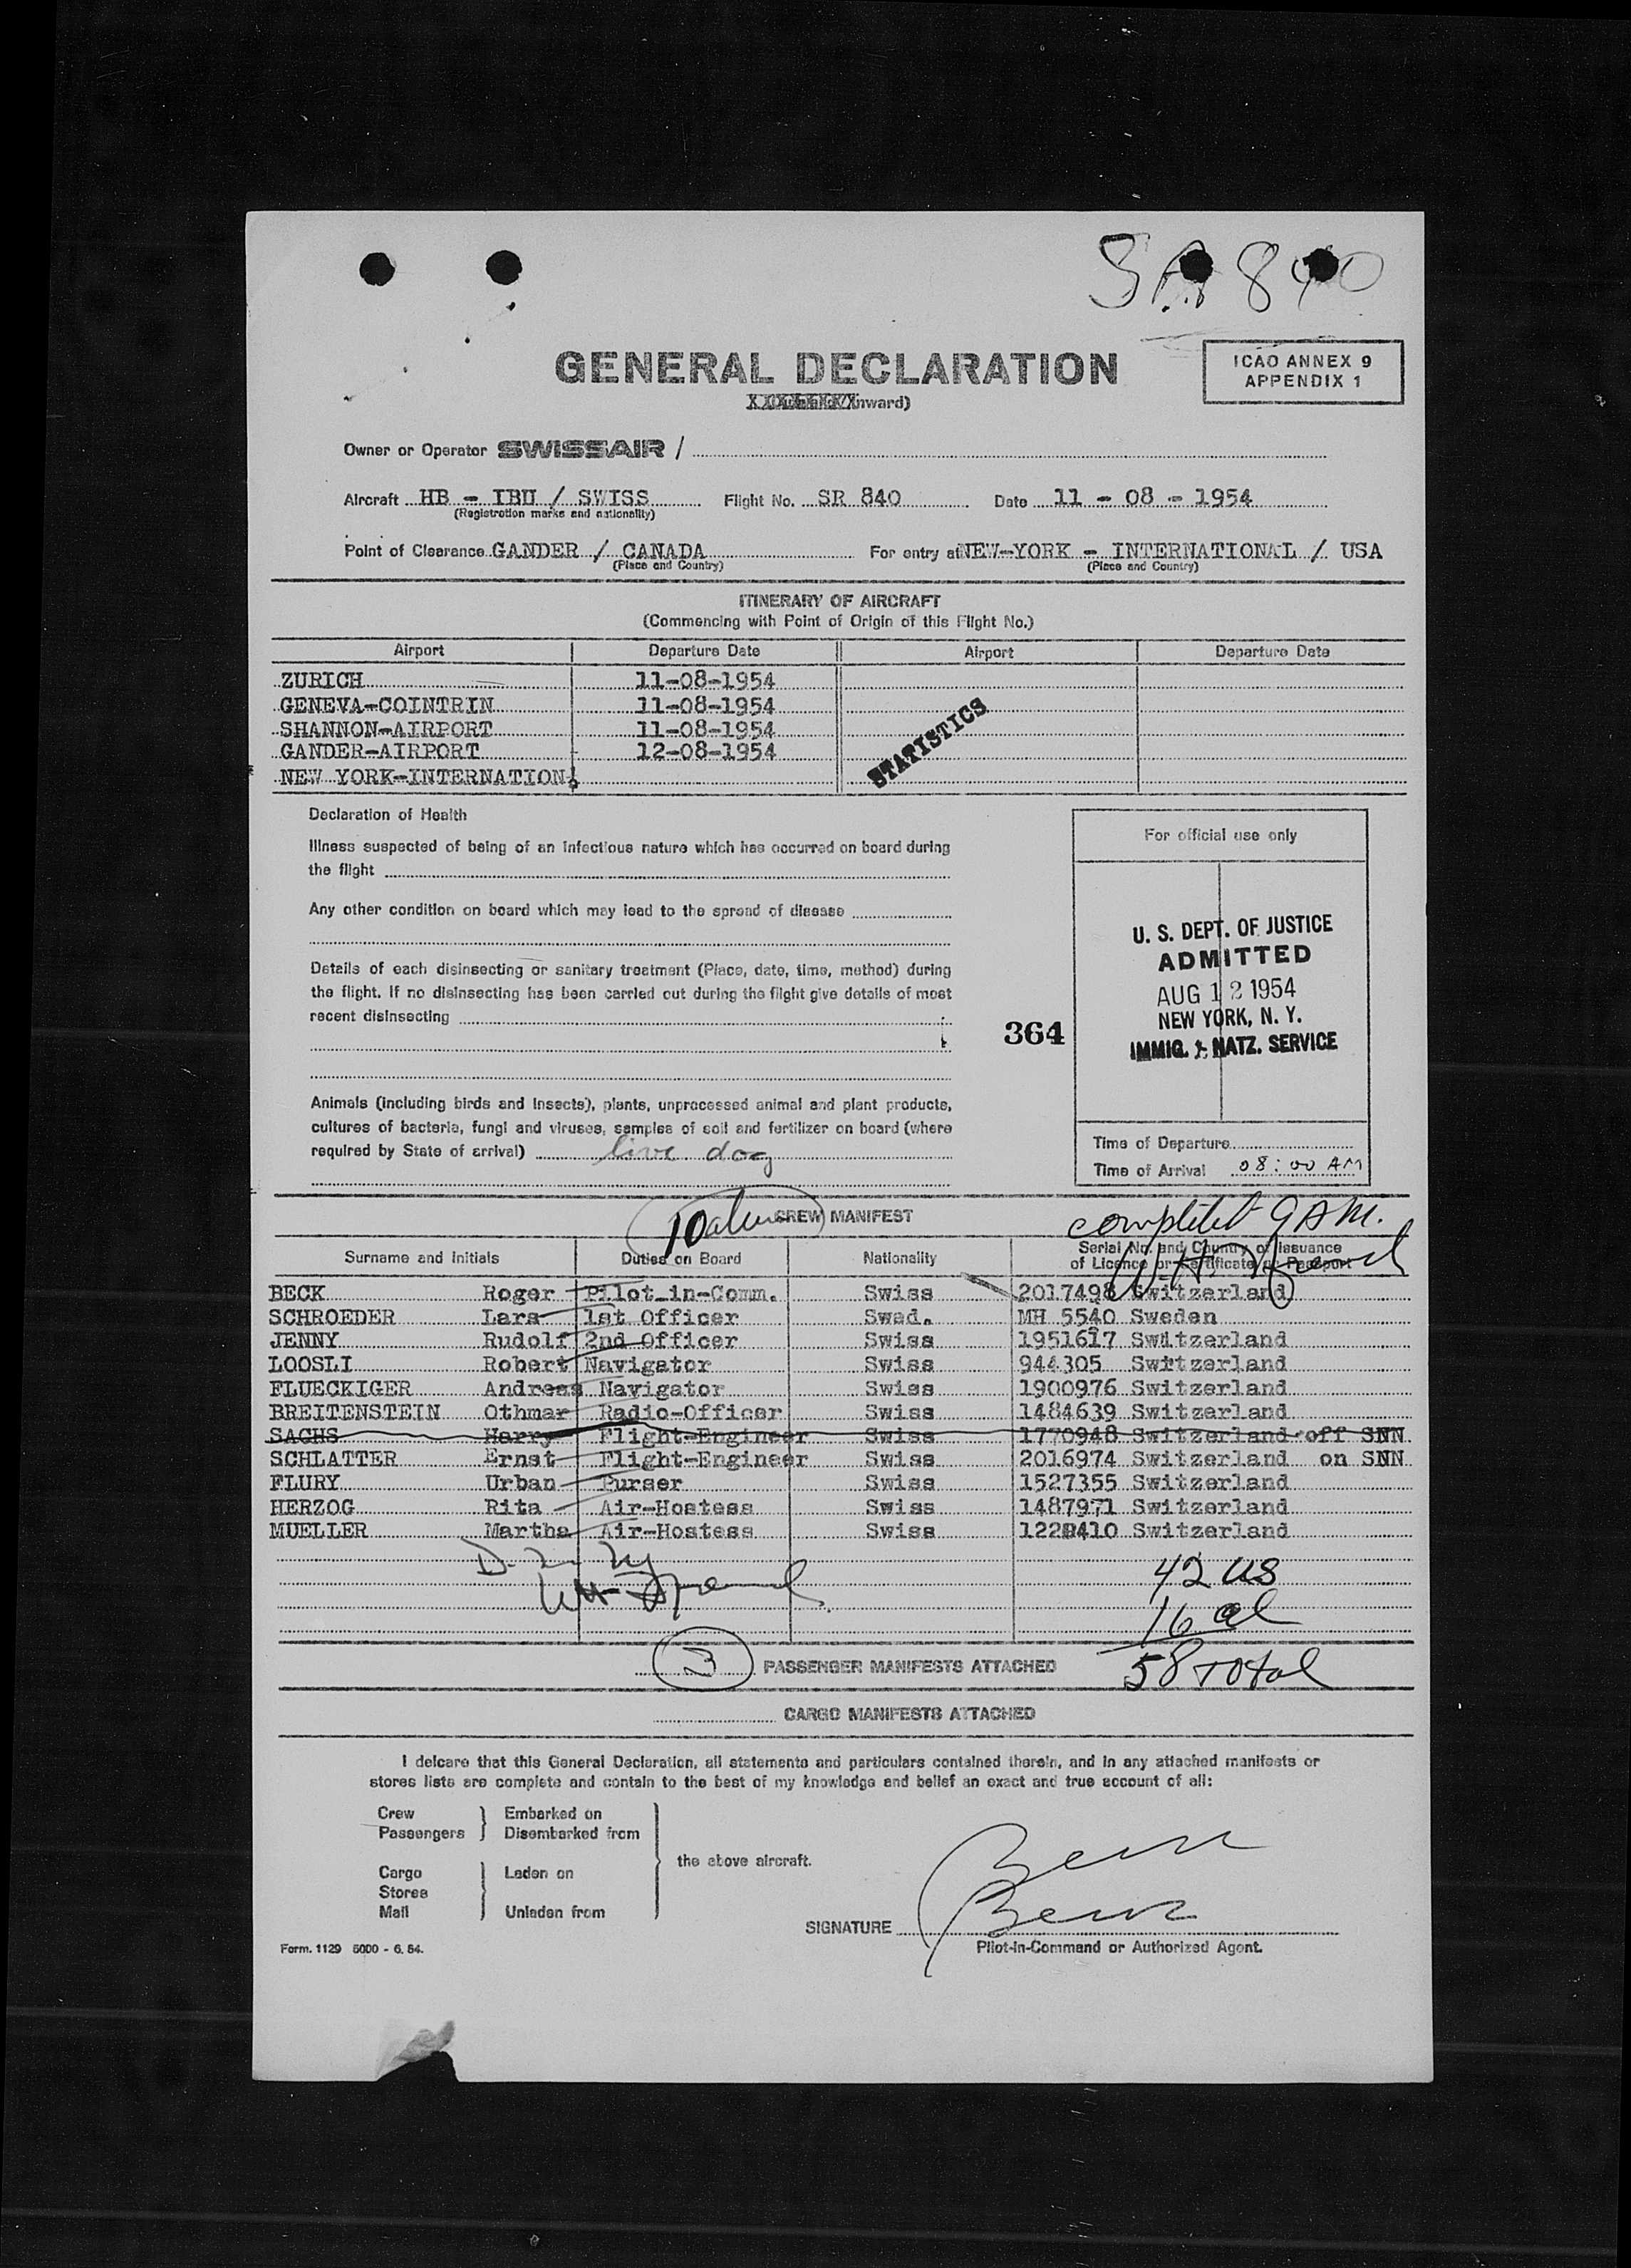 SR 840
GENERAL DECLARATION
ICAO ANNEX 9
APPENDIX 1
Inward)
Owner or Operator SWISSAIR /
Aircraft HB - IBU / SWISS Flight No. SR 840 Date 11 - 08 - 1954
(Registration marks and nationality)
Point of Clearance GANDER / CANADA For entry at NEW-YORK - INTERNATIONAL / USA
(Place and Country) (Place and Country)
ITINERARY OF AIRCRAFT
(Commencing with Point of Origin of this Flight No.)
Airport Departure Date Airport Departure Date
ZURICH 11-08-1954
GENEVA-COINTRIN 11-08-1954
SHANNON-AIRPORT 11-08-1954
GANDER-AIRPORT 12-08-1954
NEW YORK-INTERNATION
STATISTICS
Declaration of Health
Illness suspected of being of an infectious nature which has occurred on board during
the flight
Any other condition on board which may lead to the spread of disease
Details of each disinsecting or sanitary treatment (Place, date, time, method) during
the flight. If no disinsecting has been carried out during the flight give details of most
recent disinsecting
Animals (including birds and insects), plants, unprocessed animal and plant products,
cultures of bacteria, fungi and viruses, samples of soil and fertilizer on board (where
required by State of arrival) live dog
364
For official use only
U. S. DEPT. OF JUSTICE
ADMITTED
AUG 12 1954
NEW YORK, N. Y.
IMMIG. & NATZ. SERVICE
Time of Departure
Time of Arrival 08:00 AM
10 CREW MANIFEST
Surname and Initials Duties on Board Nationality Serial No. and Country of Issuance
of Licence or Certificate or Passport
BECK Roger Pilot-in-Comm. Swiss 2017498 Switzerland
SCHROEDER Lars 1st Officer Swed. MH 5540 Sweden
JENNY Rudolf 2nd Officer Swiss 1951617 Switzerland
LOOSLI Robert Navigator Swiss 944305 Switzerland
FLUECKIGER Andreas Navigator Swiss 1900976 Switzerland
BREITENSTEIN Othmar Radio-Officer Swiss 1484639 Switzerland
SACHS Harry Flight-Engineer Swiss 1770948 Switzerland off SNN
SCHLATTER Ernst Flight-Engineer Swiss 2016974 Switzerland on SNN
FLURY Urban Purser Swiss 1527355 Switzerland
HERZOG Rita Air-Hostess Swiss 1487971 Switzerland
MUELLER Martha Air-Hostess Swiss Switzerland
42 US
16 al
58 Total
3 PASSENGER MANIFESTS ATTACHED
CARGO MANIFESTS ATTACHED
I delcare that this General Declaration, all statements and particulars contained therein, and in any attached manifests or
stores lists are complete and contain to the best of my knowledge and belief an exact and true account of all:
Crew Embarked on
Passengers Disembarked from
the above aircraft.
Cargo Laden on
Stores
Mail Unladen from
SIGNATURE
Pilot-in-Command or Authorized Agent.
Form. 1129 5000 - 6. 54.